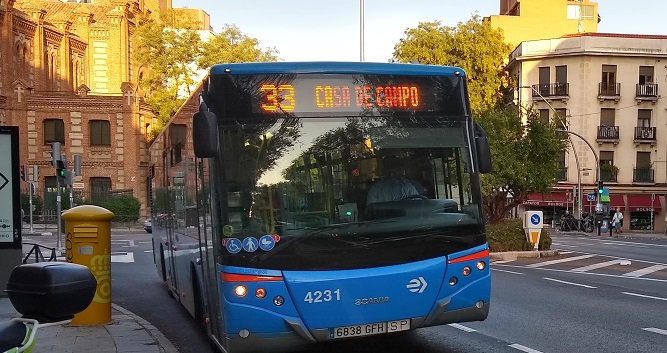 33 CASA DE CAMPO
4231
SCANIA
6838 GFH SP